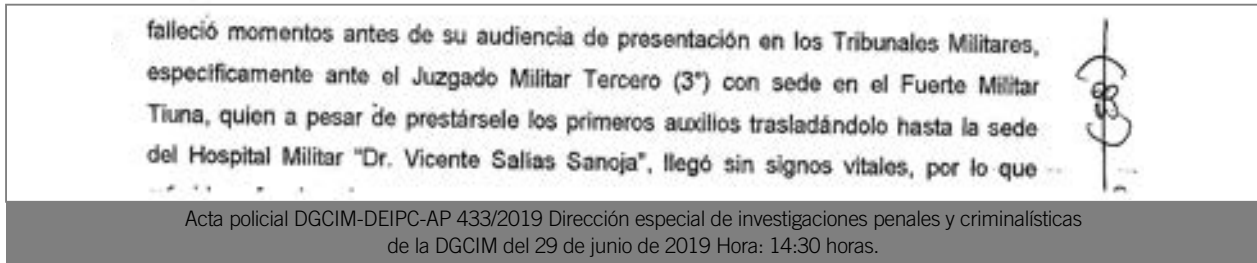 falleció momentos antes de su audiencia de presentación en los Tribunales Militares,
específicamente ante el Juzgado Militar Tercero (3°) con sede en el Fuerte Militar
Tiuna, quien a pesar de prestársele los primeros auxilios trasladándolo hasta la sede
del Hospital Militar "Dr. Vicente Salias Sanoja", llegó sin signos vitales, por lo que
Acta policial DGCIM-DEIPC-AP 433/2019 Dirección especial de investigaciones penales y criminalísticas
de la DGCIM del 29 de junio de 2019 Hora: 14:30 horas.